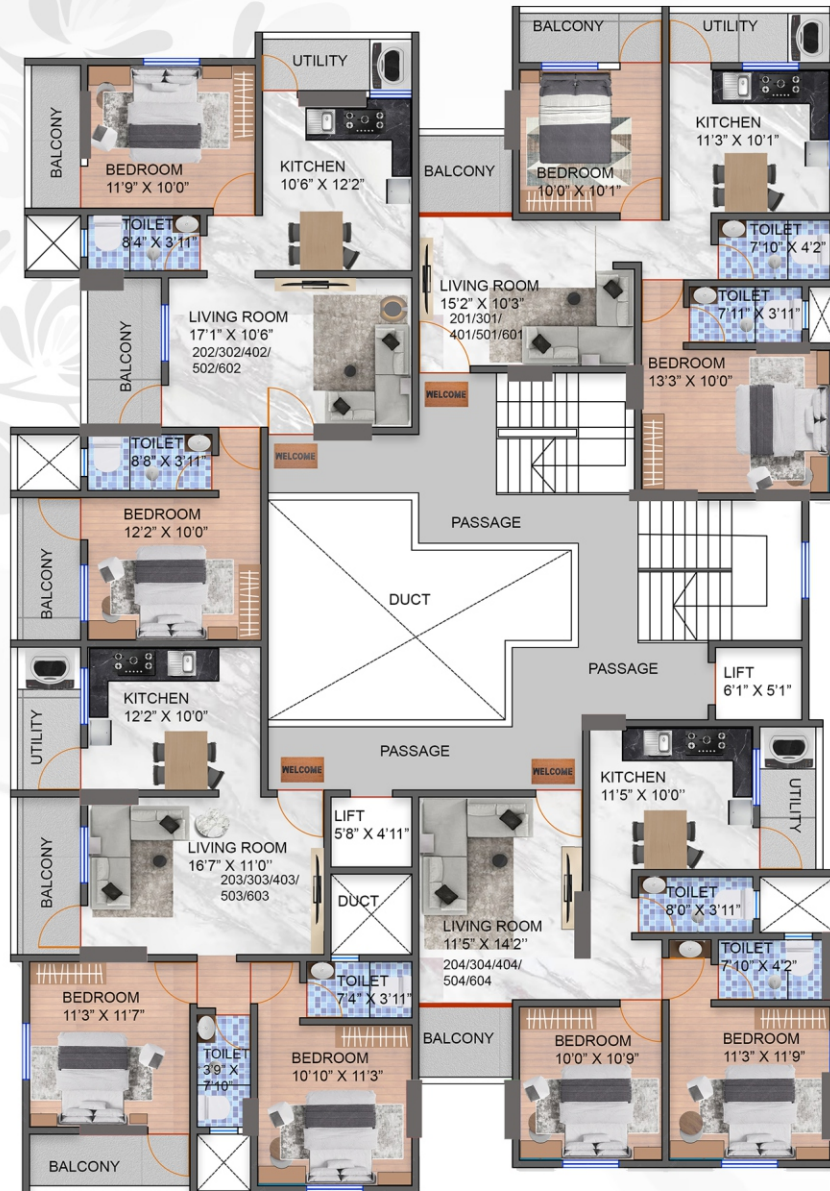 BALCONY
UTILITY
BEDROOM
11'9" X 10'0"
KITCHEN
10'6" X 12'2"
TOILET
8'4" X 3'11"
BALCONY
LIVING ROOM
17'1" X 10'6"
202/302/402/
502/602
BALCONY
UTILITY
BALCONY
BEDROOM
10'0" X 10'1"
KITCHEN
11'3" X 10'1"
TOILET
7'10" X 4'2"
LIVING ROOM
15'2" X 10'3"
201/301/
401/501/601
TOILET
7'11" X 3'11"
BEDROOM
13'3" X 10'0"
WELCOME
WELCOME
TOILET
8'8" X 3'11"
BEDROOM
12'2" X 10'0"
BALCONY
PASSAGE
DUCT
PASSAGE
LIFT
6'1" X 5'1"
UTILITY
KITCHEN
12'2" X 10'0"
PASSAGE
WELCOME
WELCOME
BALCONY
LIVING ROOM
16'7" X 11'0"
203/303/403/
503/603
LIFT
5'8" X 4'11"
DUCT
KITCHEN
11'5" X 10'0"
UTILITY
TOILET
8'0" X 3'11"
LIVING ROOM
11'5" X 14'2"
204/304/404/
504/604
TOILET
7'10" X 4'2"
BEDROOM
11'3" X 11'7"
TOILET
7'4" X 3'11"
TOILET
3'9" X
7'10"
BEDROOM
10'10" X 11'3"
BALCONY
BALCONY
BEDROOM
10'0" X 10'9"
BEDROOM
11'3" X 11'9"